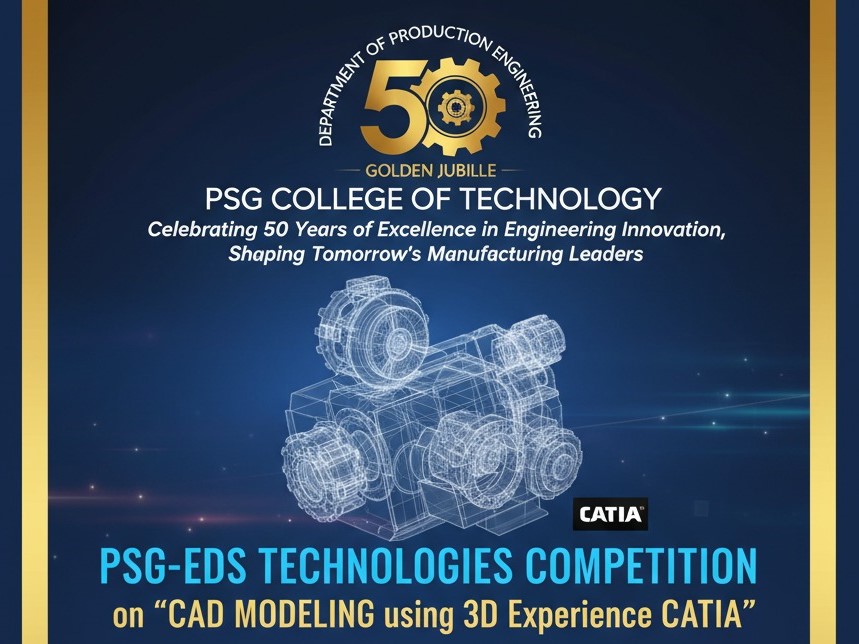 DEPARTMENT OF PRODUCTION ENGINEERING
50
GOLDEN JUBILLE
PSG COLLEGE OF TECHNOLOGY
Celebrating 50 Years of Excellence in Engineering Innovation,
Shaping Tomorrow's Manufacturing Leaders
CATIA
PSG-EDS TECHNOLOGIES COMPETITION
on “CAD MODELING using 3D Experience CATIA”